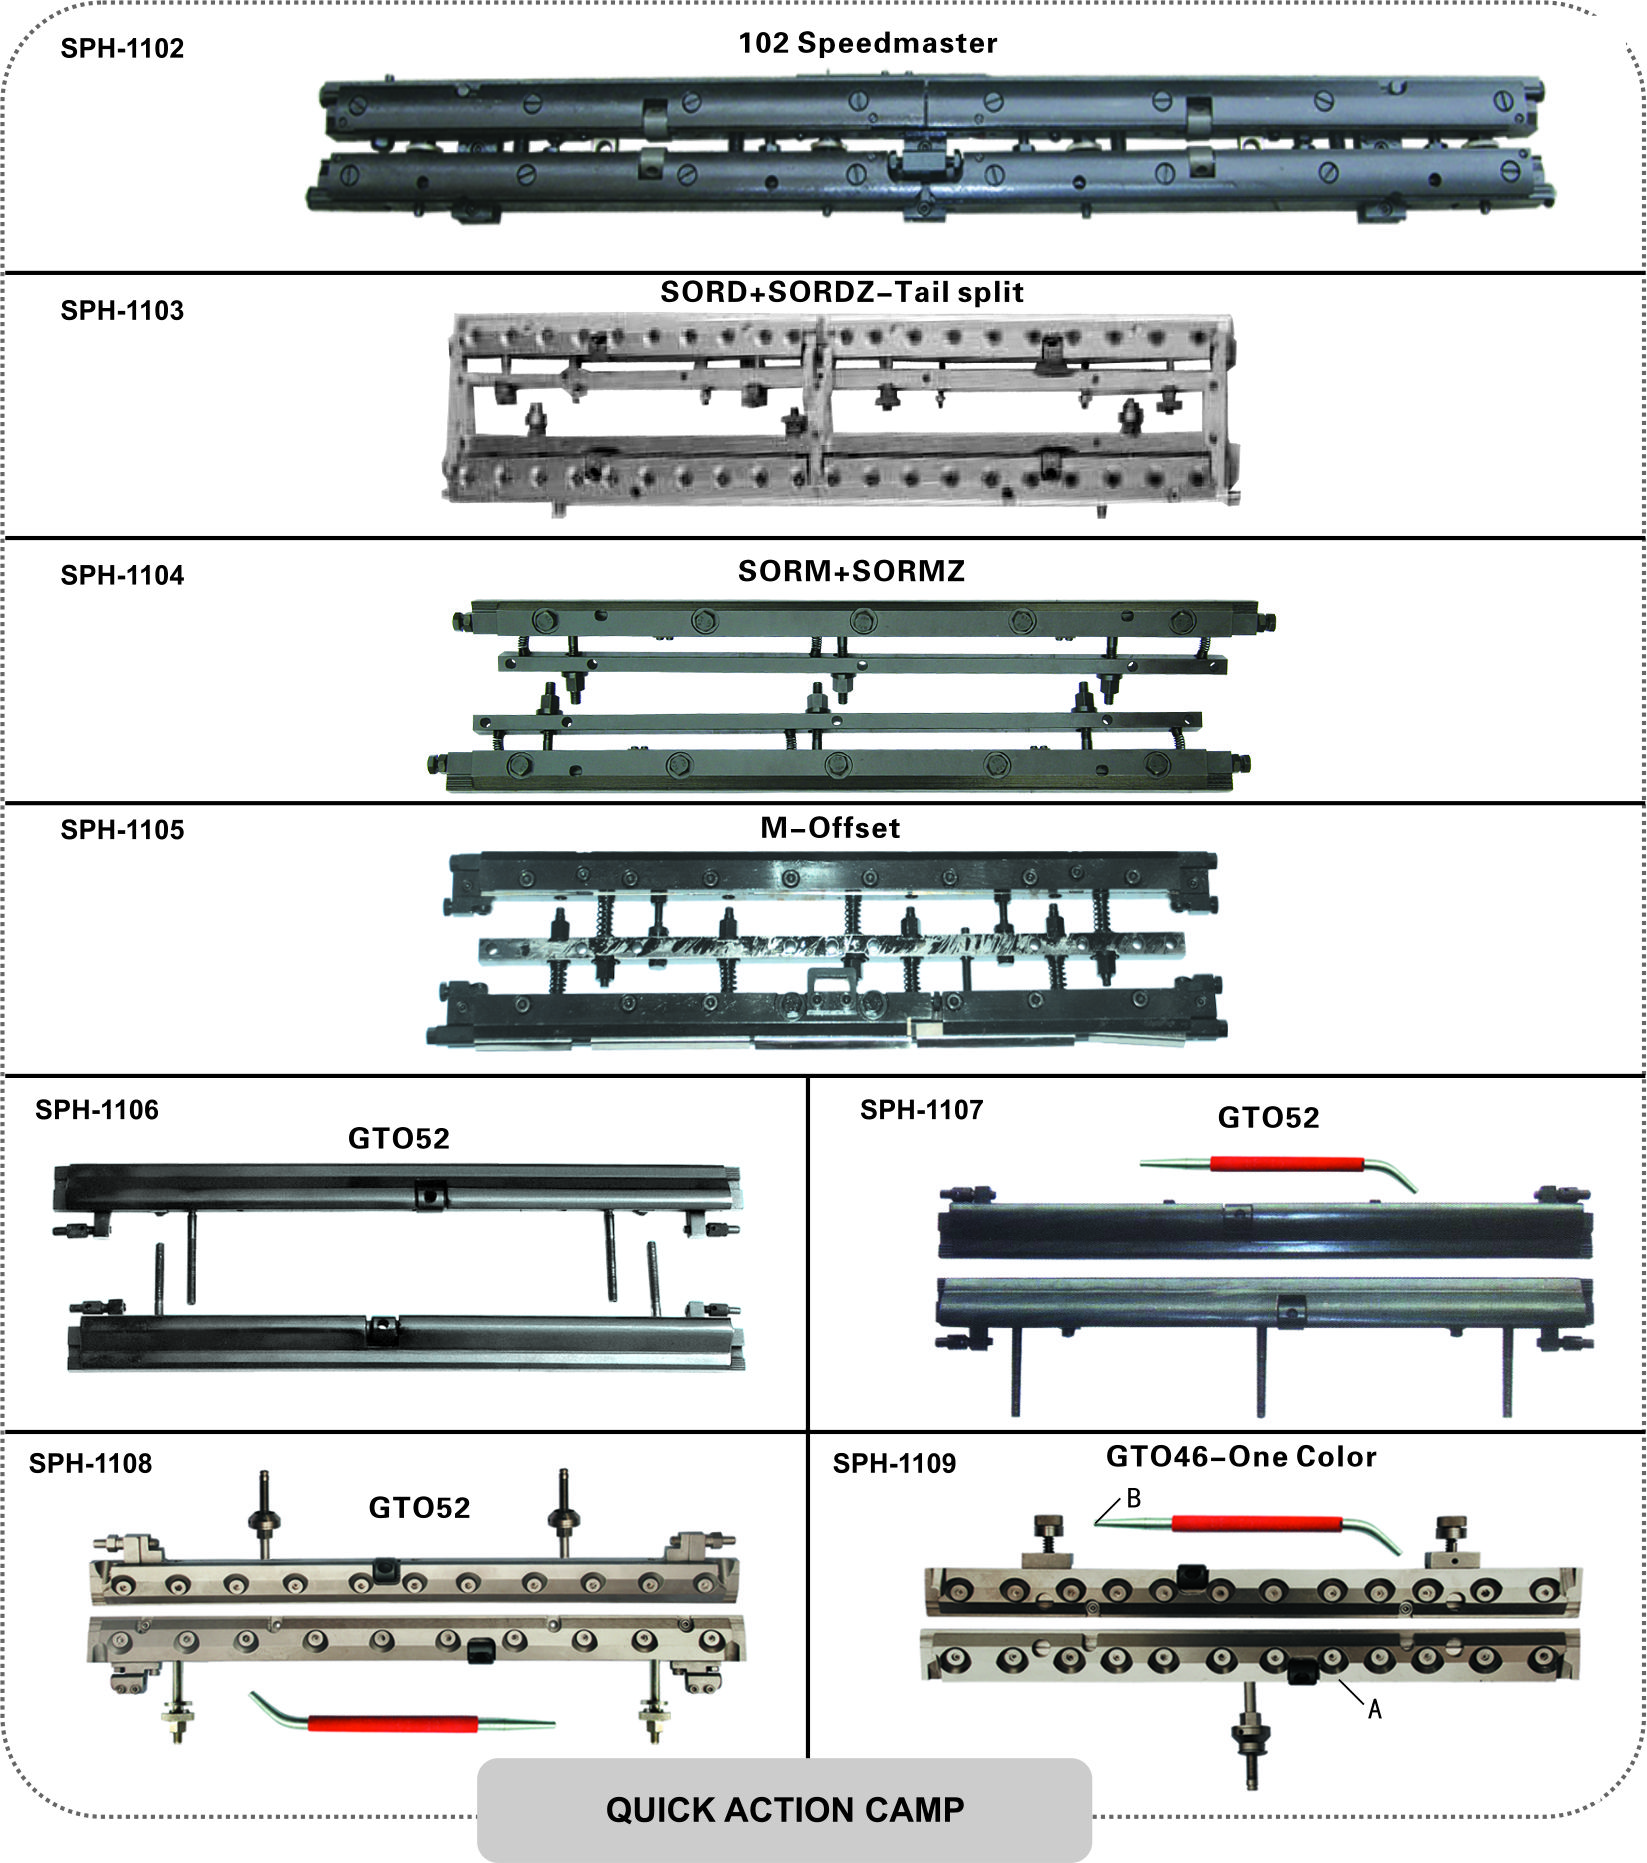 SPH-1102
102 Speedmaster
SPH-1103
SORD+SORDZ–Tail split
SPH-1104
SORM+SORMZ
SPH-1105
M–Offset
SPH-1106
GTO52
SPH-1107
GTO52
SPH-1108
GTO52
SPH-1109
GTO46–One Color
B
A
QUICK ACTION CAMP